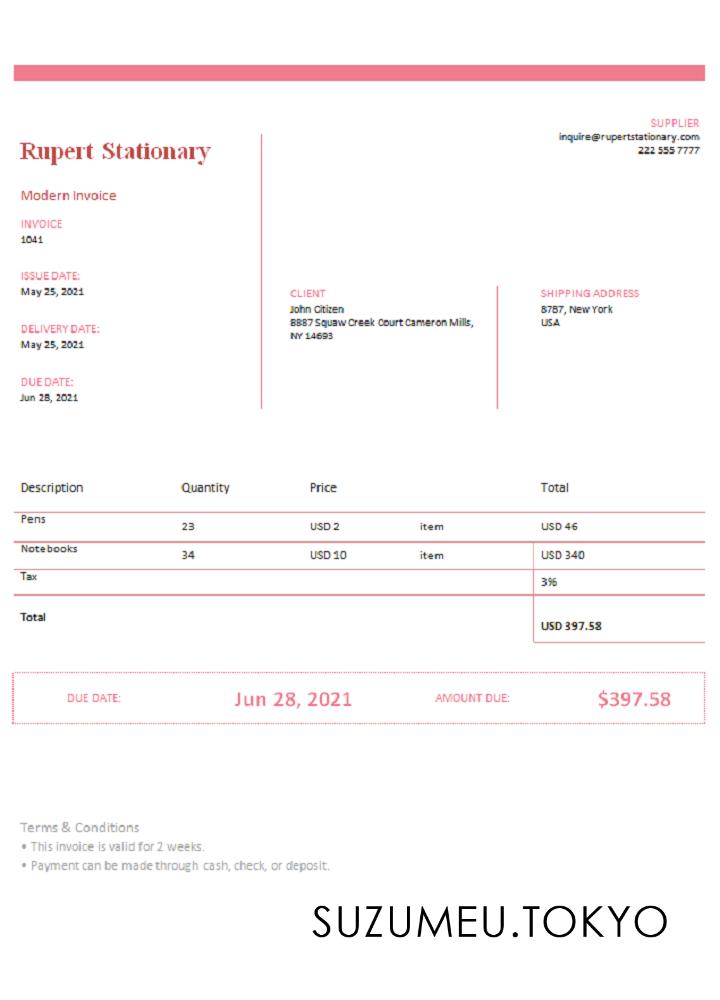 SUPPLIER
inquire@rupertstationary.com
222 555 7777
Rupert Stationary
Modern Invoice
INVOICE
1041
ISSUE DATE:
May 25, 2021
DELIVERY DATE:
May 25, 2021
DUE DATE:
Jun 28, 2021
CLIENT
John Citizen
8887 Squaw Creek Court Cameron Mills,
NY 14693
SHIPPING ADDRESS
8787, New York
USA
Description Quantity Price Total
Pens 23 USD 2 item USD 46
Notebooks 34 USD 10 item USD 340
Tax 3%
Total USD 397.58
DUE DATE: Jun 28, 2021 AMOUNT DUE: $397.58
Terms & Conditions
• This invoice is valid for 2 weeks.
• Payment can be made through cash, check, or deposit.
SUZUMEU.TOKYO